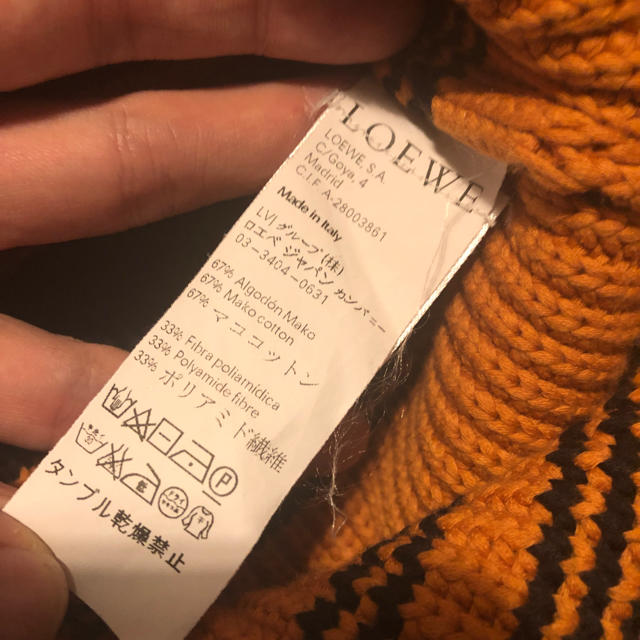 LOEWE
LOEWE S.A.
C/Goya, 4
Madrid
C.I.F. A-28003861
Made in Italy
LVJ グループ(株)
ロエベ ジャパン カンパニー
03-3404-0631
67% Algodón Mako
67% Mako cotton
67% マココットン
33% Fibra poliamídica
33% Polyamide fibre
33% ポリアミド繊維
P
タンブル乾燥禁止